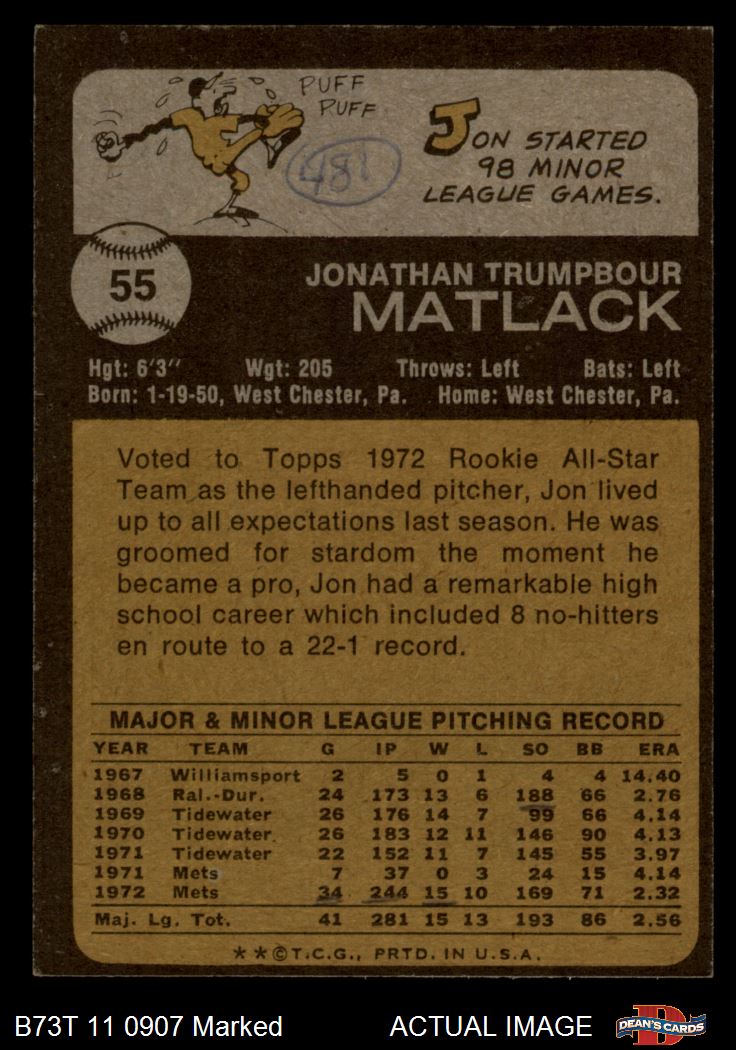 PUFF
PUFF
481
JON STARTED
98 MINOR
LEAGUE GAMES.
55
JONATHAN TRUMPBOUR
MATLACK
Hgt: 6'3" Wgt: 205 Throws: Left Bats: Left
Born: 1-19-50, West Chester, Pa. Home: West Chester, Pa.
Voted to Topps 1972 Rookie All-Star
Team as the lefthanded pitcher, Jon lived
up to all expectations last season. He was
groomed for stardom the moment he
became a pro, Jon had a remarkable high
school career which included 8 no-hitters
en route to a 22-1 record.
MAJOR & MINOR LEAGUE PITCHING RECORD
YEAR TEAM G IP W L SO BB ERA
1967 Williamsport 2 5 0 1 4 4 14.40
1968 Ral.-Dur. 24 173 13 6 188 66 2.76
1969 Tidewater 26 176 14 7 99 66 4.14
1970 Tidewater 26 183 12 11 146 90 4.13
1971 Tidewater 22 152 11 7 145 55 3.97
1971 Mets 7 37 0 3 24 15 4.14
1972 Mets 34 244 15 10 169 71 2.32
Maj. Lg. Tot. 41 281 15 13 193 86 2.56
**©T.C.G., PRTD. IN U.S.A.
B73T 11 0907 Marked ACTUAL IMAGE DEAN'S CARDS